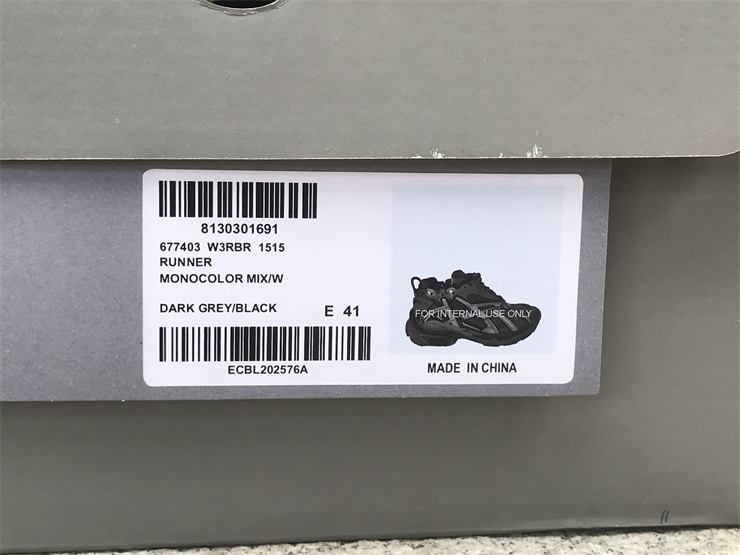 8130301691
677403 W3RBR 1515
RUNNER
MONOCOLOR MIX/W
DARK GREY/BLACK E 41
ECBL202576A
FOR INTERNAL USE ONLY
MADE IN CHINA